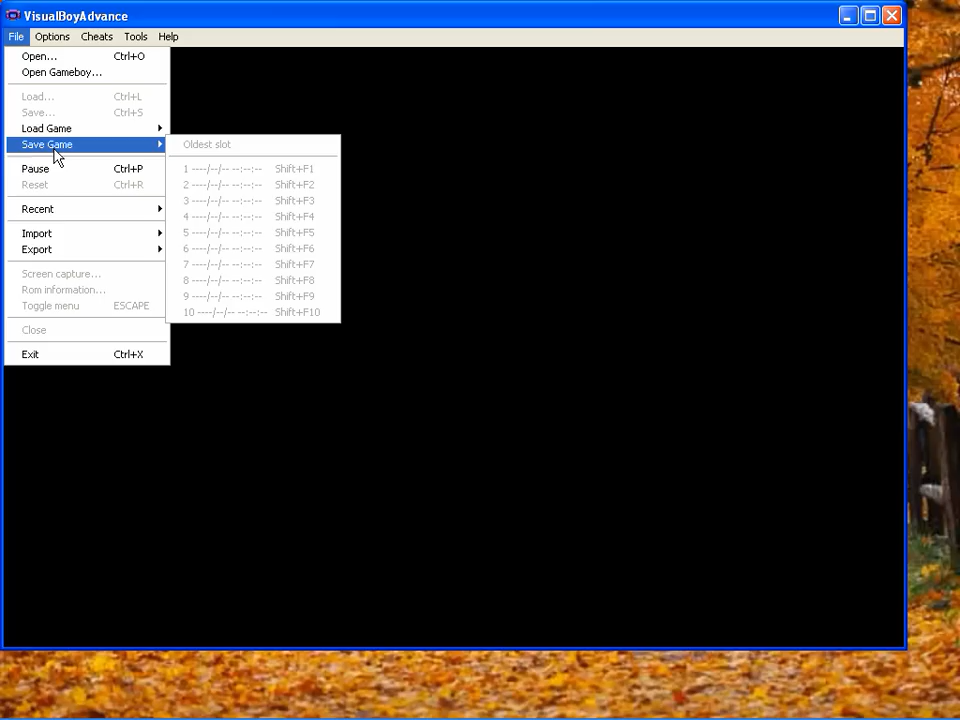 VisualBoyAdvance
File Options Cheats Tools Help
Open... Ctrl+O
Open Gameboy...
Load... Ctrl+L
Save... Ctrl+S
Load Game
Save Game
Oldest slot
Pause Ctrl+P
1 ----/--/-- --:--:-- Shift+F1
Reset Ctrl+R
2 ----/--/-- --:--:-- Shift+F2
3 ----/--/-- --:--:-- Shift+F3
Recent
4 ----/--/-- --:--:-- Shift+F4
Import
5 ----/--/-- --:--:-- Shift+F5
Export
6 ----/--/-- --:--:-- Shift+F6
7 ----/--/-- --:--:-- Shift+F7
Screen capture...
8 ----/--/-- --:--:-- Shift+F8
Rom information...
9 ----/--/-- --:--:-- Shift+F9
Toggle menu ESCAPE
10 ----/--/-- --:--:-- Shift+F10
Close
Exit Ctrl+X